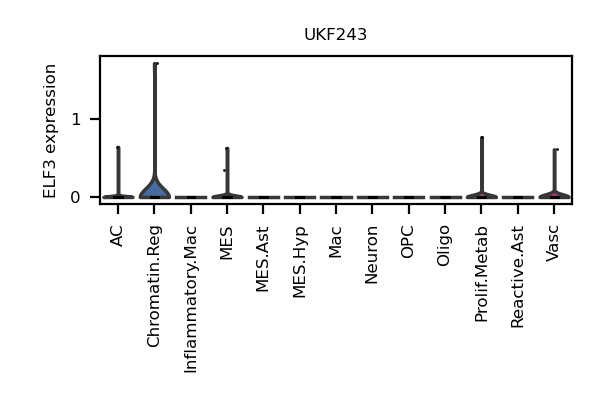 UKF243
ELF3 expression
1
0
AC
Chromatin.Reg
Inflammatory.Mac
MES
MES.Ast
MES.Hyp
Mac
Neuron
OPC
Oligo
Prolif.Metab
Reactive.Ast
Vasc